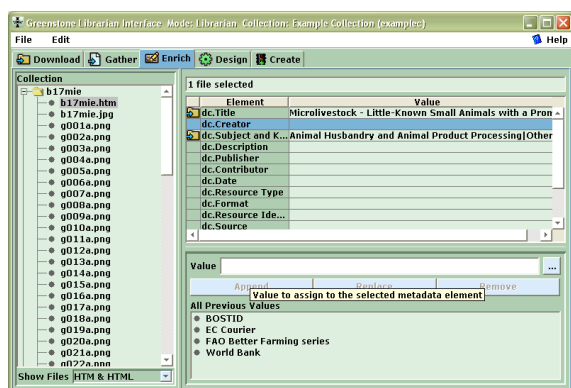 Greenstone Librarian Interface Mode: Librarian Collection: Example Collection (examplec)
File Edit Help
Download Gather Enrich Design Create
Collection
b17mie
b17mie.htm
b17mie.jpg
g001a.png
g002a.png
g003a.png
g004a.png
g005a.png
g006a.png
g007a.png
g008a.png
g009a.png
g010a.png
g011a.png
g012a.png
g013a.png
g014a.png
g015a.png
g016a.png
g017a.png
g018a.png
g019a.png
g020a.png
g021a.png
g022a.png
Show Files HTM & HTML
1 file selected
Element Value
dc.Title Microlivestock - Little-Known Small Animals with a Pron
dc.Creator
dc.Subject and K... Animal Husbandry and Animal Product Processing|Other
dc.Description
dc.Publisher
dc.Contributor
dc.Date
dc.Resource Type
dc.Format
dc.Resource Ide...
dc.Source
Value ...
Append Replace Remove
Value to assign to the selected metadata element
All Previous Values
BOSTID
EC Courier
FAO Better Farming series
World Bank